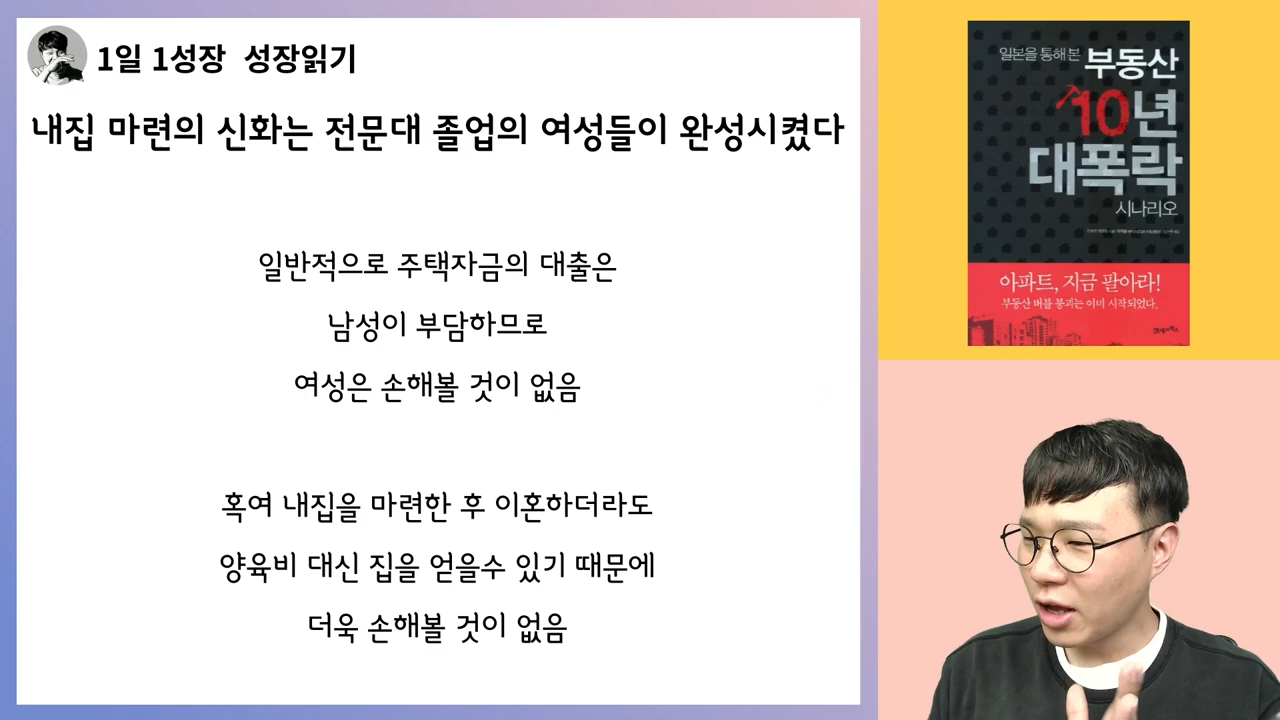 1일 1성장 성장읽기
내집 마련의 신화는 전문대 졸업의 여성들이 완성시켰다
일반적으로 주택자금의 대출은
남성이 부담하므로
여성은 손해볼 것이 없음
혹여 내집을 마련한 후 이혼하더라도
양육비 대신 집을 얻을수 있기 때문에
더욱 손해볼 것이 없음
일본을 통해 본 부동산
10년
대폭락
시나리오
아파트, 지금 팔아라!
부동산 버블 붕괴는 이미 시작되었다.